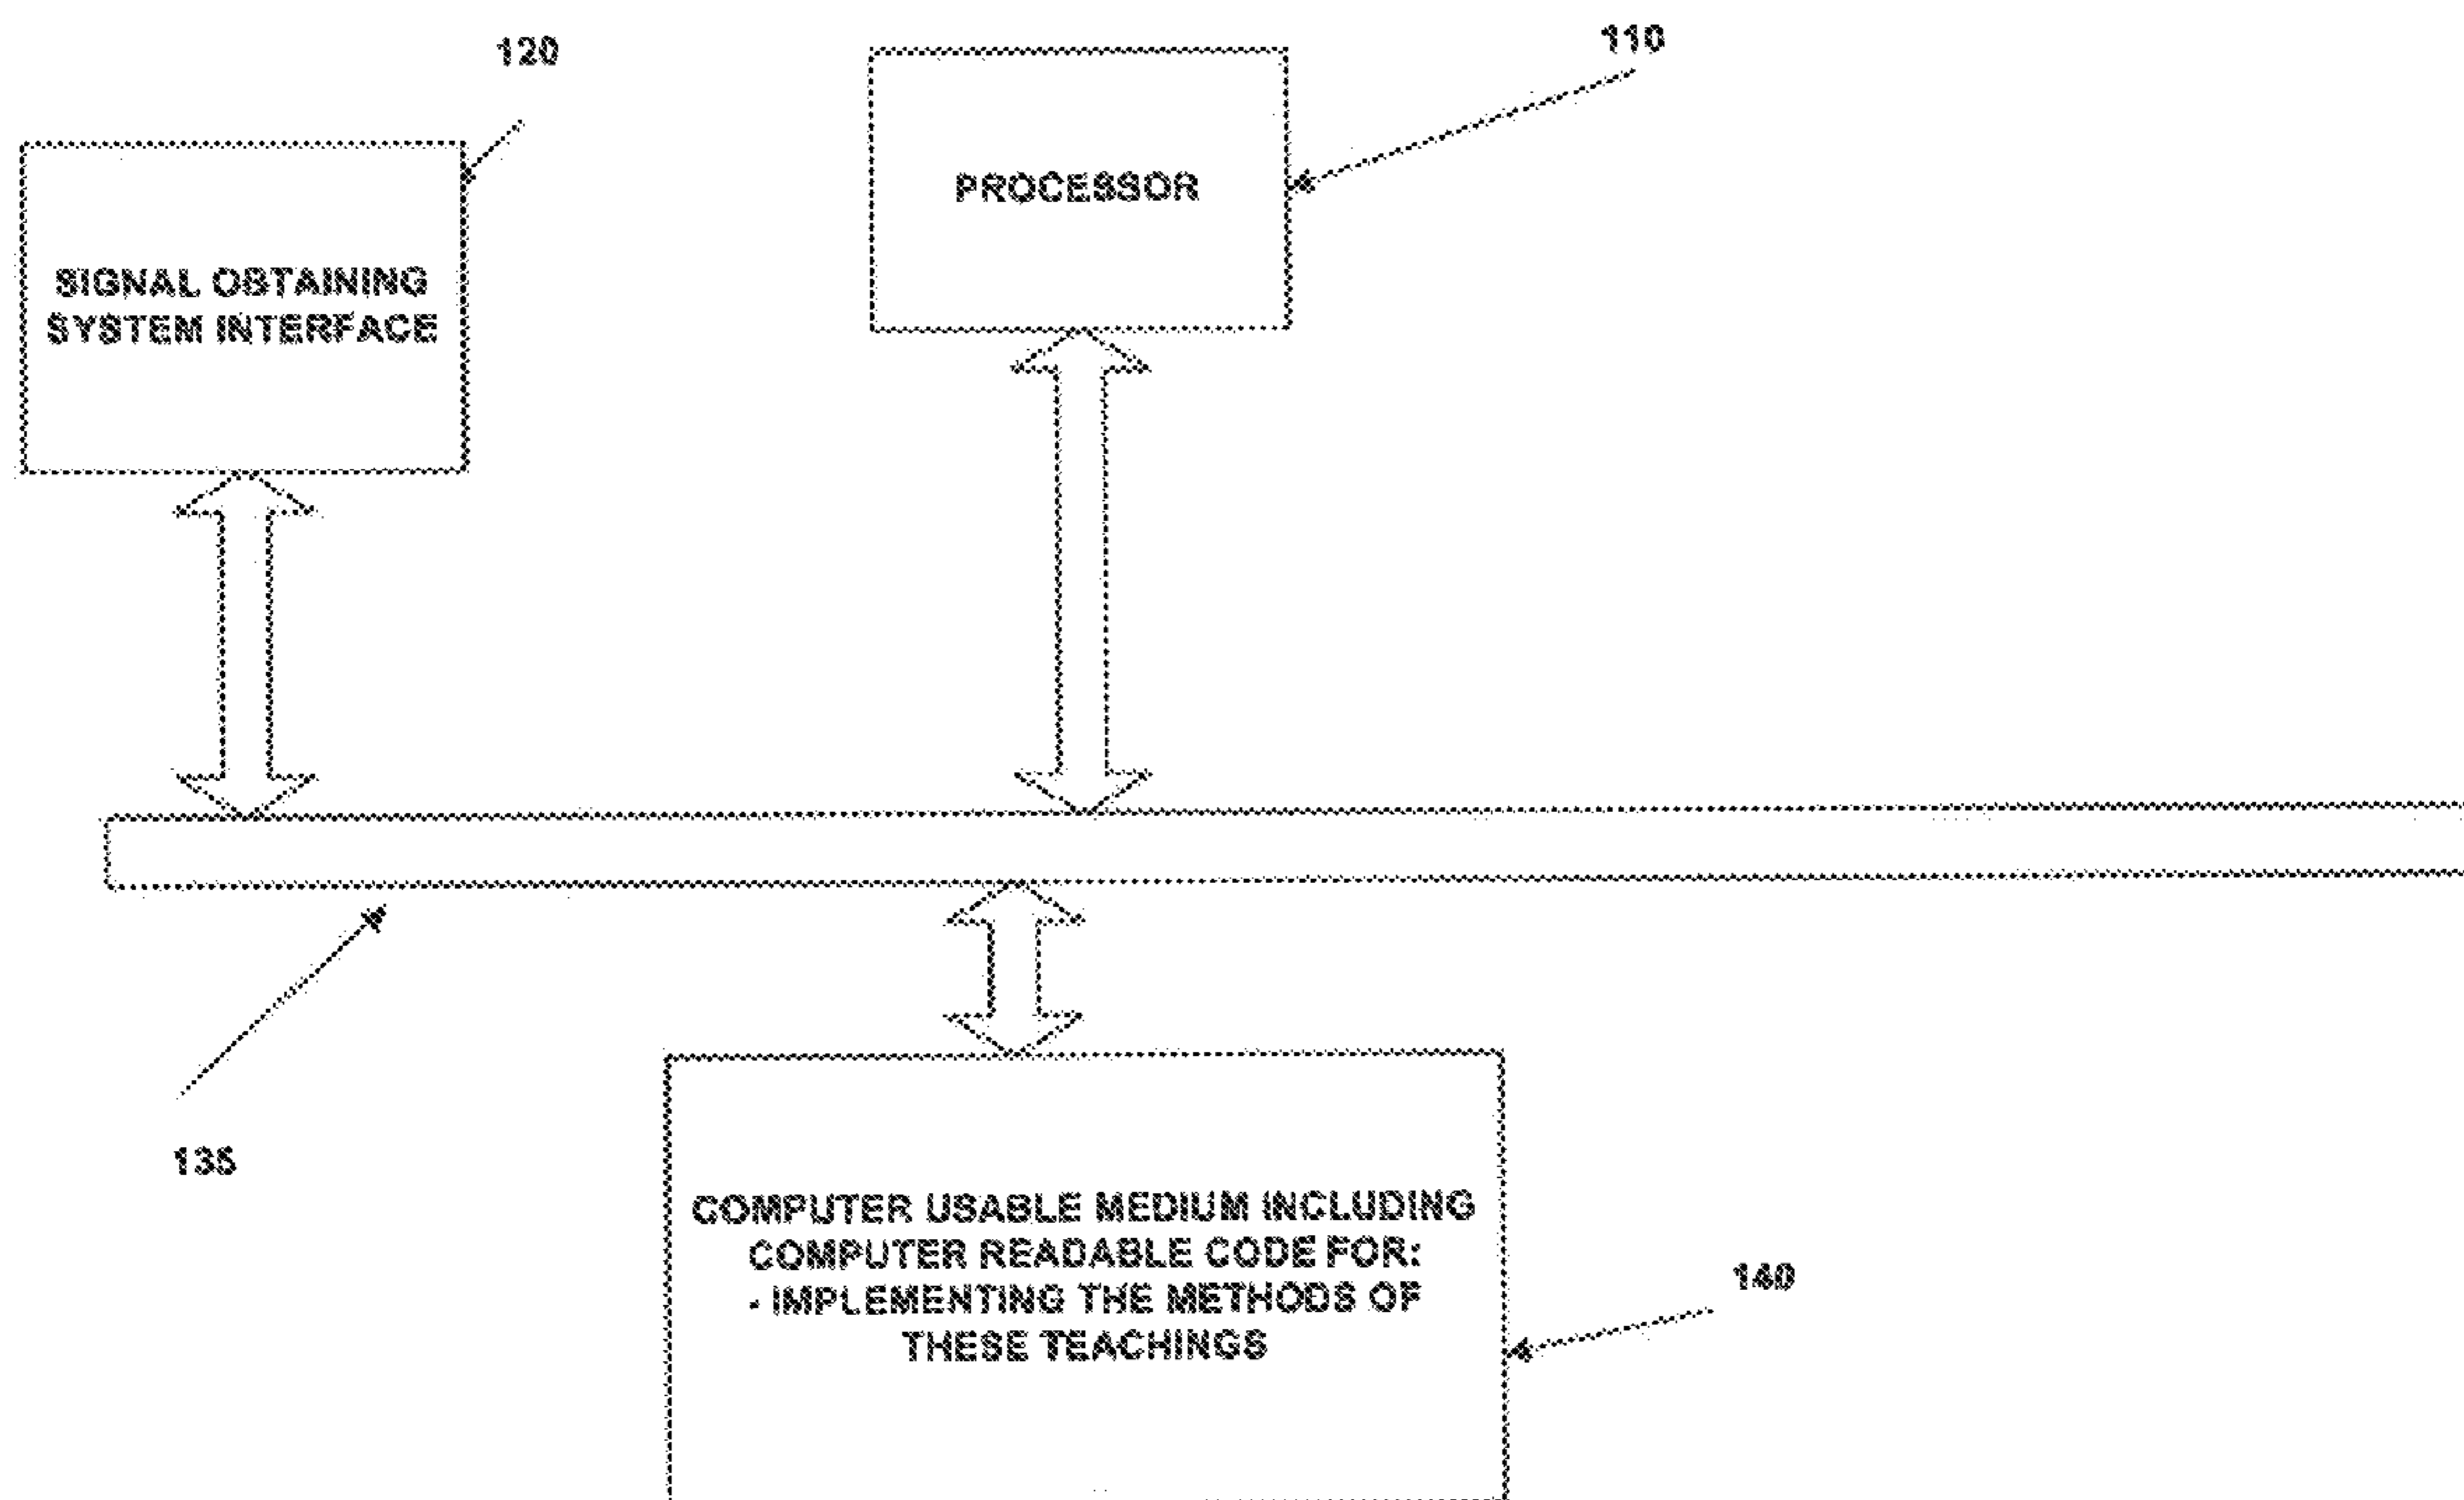 120
110
PROCESSOR
SIGNAL OBTAINING
SYSTEM INTERFACE
135
COMPUTER USABLE MEDIUM INCLUDING
COMPUTER READABLE CODE FOR:
- IMPLEMENTING THE METHODS OF
THESE TEACHINGS
140